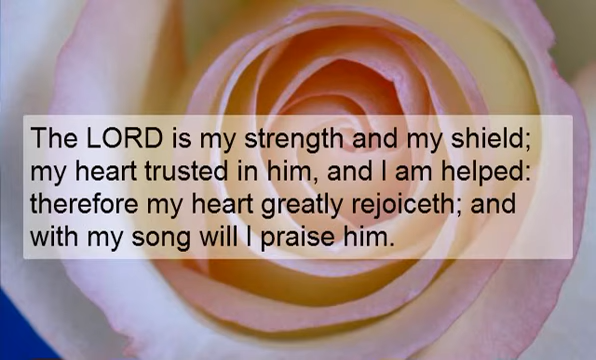 The LORD is my strength and my shield;
my heart trusted in him, and I am helped:
therefore my heart greatly rejoiceth; and
with my song will I praise him.